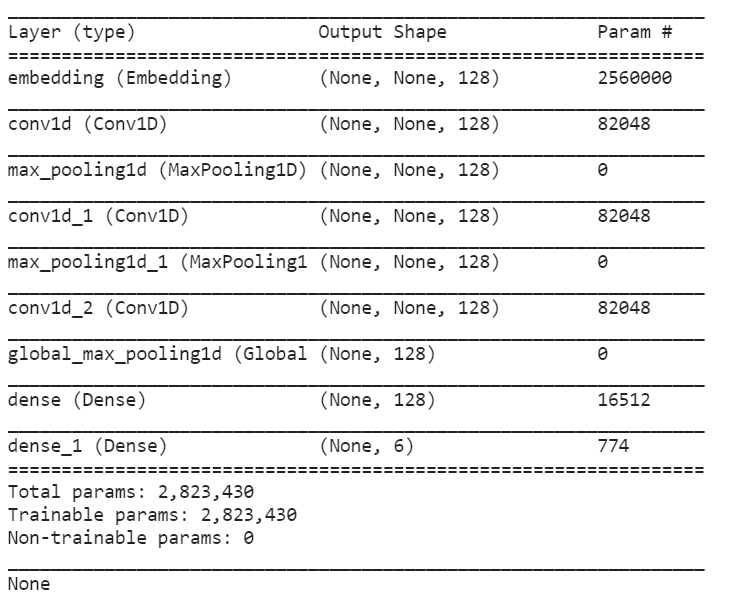 Layer (type) Output Shape Param #
=================================================================
embedding (Embedding) (None, None, 128) 2560000
_________________________________________________________________
conv1d (Conv1D) (None, None, 128) 82048
_________________________________________________________________
max_pooling1d (MaxPooling1D) (None, None, 128) 0
_________________________________________________________________
conv1d_1 (Conv1D) (None, None, 128) 82048
_________________________________________________________________
max_pooling1d_1 (MaxPooling1 (None, None, 128) 0
_________________________________________________________________
conv1d_2 (Conv1D) (None, None, 128) 82048
_________________________________________________________________
global_max_pooling1d (Global (None, 128) 0
_________________________________________________________________
dense (Dense) (None, 128) 16512
_________________________________________________________________
dense_1 (Dense) (None, 6) 774
=================================================================
Total params: 2,823,430
Trainable params: 2,823,430
Non-trainable params: 0
_________________________________________________________________
None